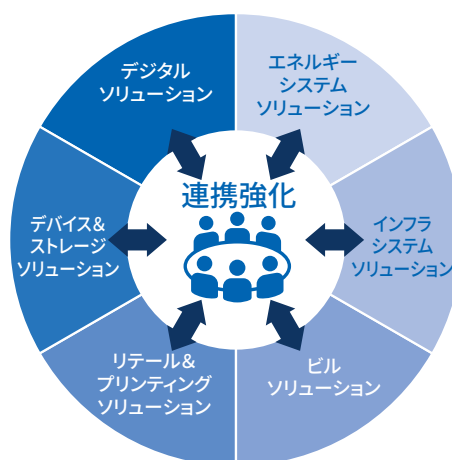 デジタル
ソリューション
エネルギー
システム
ソリューション
連携強化
デバイス&
ストレージ
ソリューション
インフラ
システム
ソリューション
リテール&
プリンティング
ソリューション
ビル
ソリューション